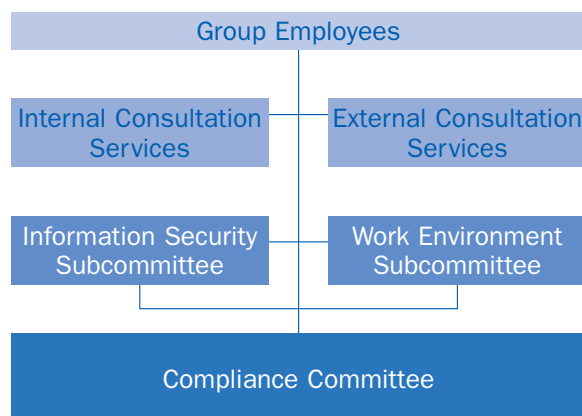 Group Employees
Internal Consultation
Services
External Consultation
Services
Information Security
Subcommittee
Work Environment
Subcommittee
Compliance Committee